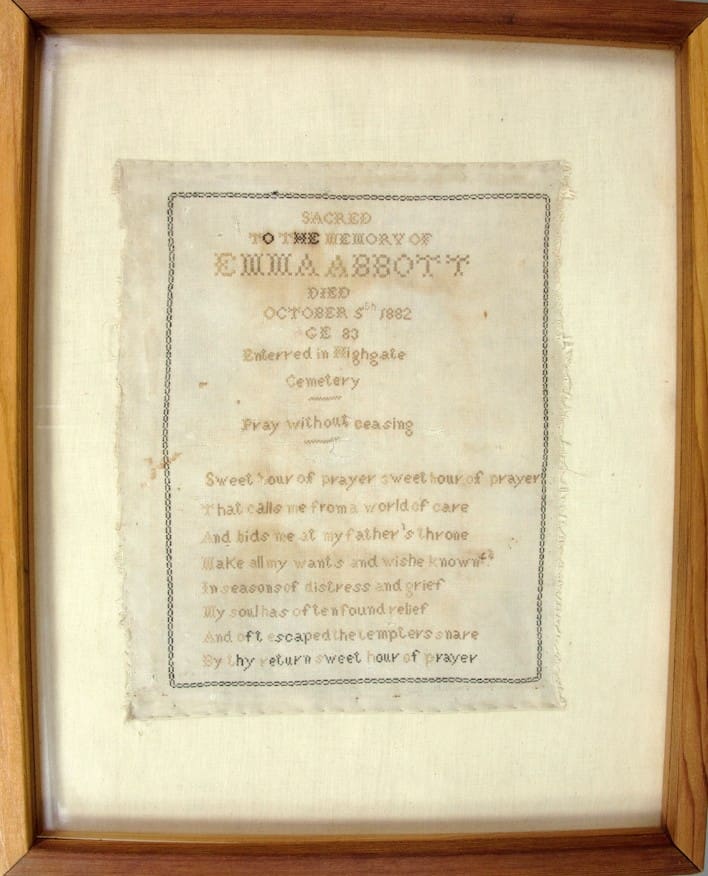 SACRED
TO THE MEMORY OF
EMMA ABBOTT
DIED
OCTOBER 5th 1882
GE 83
Enterred in Highgate
Cemetery
Pray without ceasing
Sweet hour of prayer sweet hour of prayer
That calls me from a world of care
And bids me at my father's throne
Make all my wants and wishe known
In seasons of distress and grief
My soul has often found relief
And oft escaped the tempters snare
By thy return sweet hour of prayer